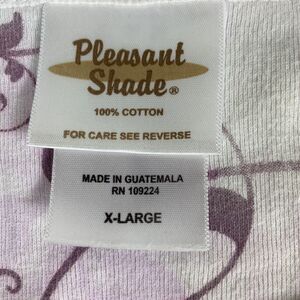 Pleasant
Shade®
100% COTTON
FOR CARE SEE REVERSE
MADE IN GUATEMALA
RN 109224
X-LARGE